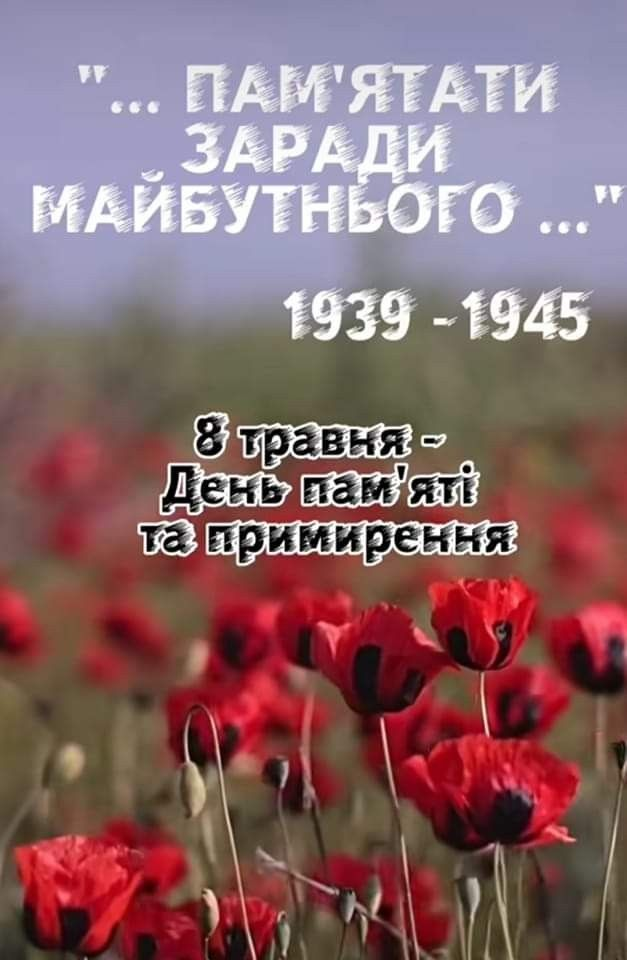 "... ПАМ'ЯТАТИ
ЗАРАДИ
МАЙБУТНЬОГО ..."
1939 -1945
8 травня -
День пам'яті
та примирення